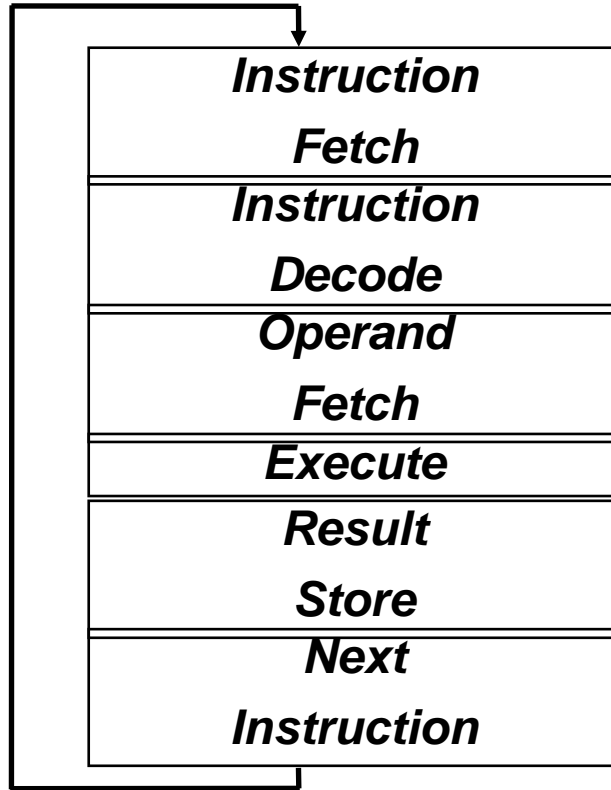 Instruction
Fetch
Instruction
Decode
Operand
Fetch
Execute
Result
Store
Next
Instruction